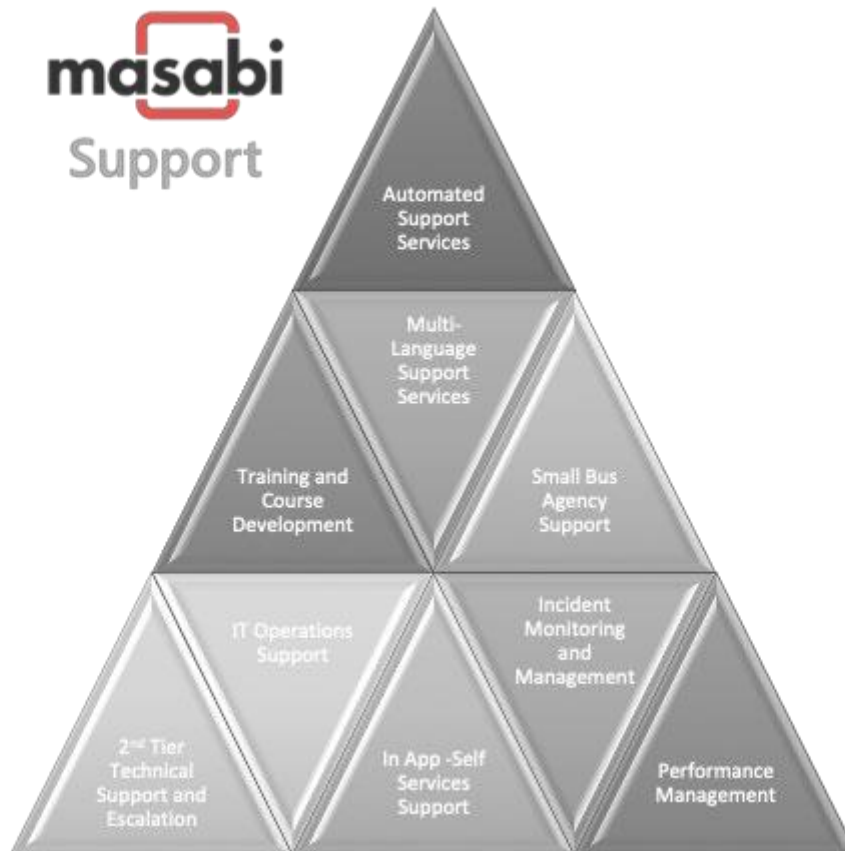 masabi
Support
Automated
Support
Services
Multi-
Language
Support
Services
Training and
Course
Development
Small Bus
Agency
Support
IT Operations
Support
Incident
Monitoring
and
Management
2nd Tier
Technical
Support and
Escalation
In App -Self
Services
Support
Performance
Management